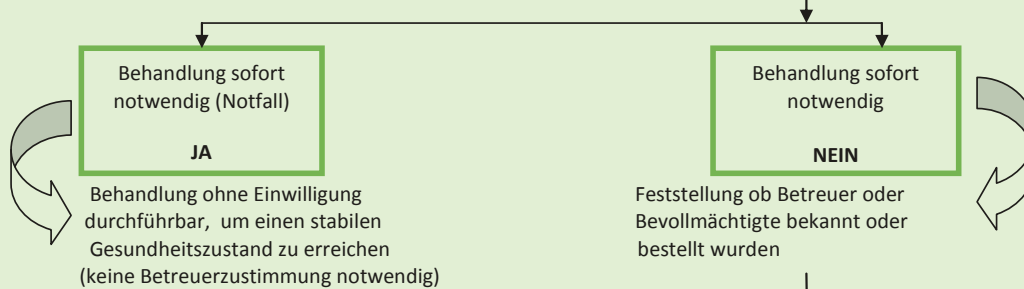 Behandlung sofort
notwendig (Notfall)
JA
Behandlung ohne Einwilligung
durchführbar, um einen stabilen
Gesundheitszustand zu erreichen
(keine Betreuerzustimmung notwendig)
Behandlung sofort
notwendig
NEIN
Feststellung ob Betreuer oder
Bevollmächtigte bekannt oder
bestellt wurden